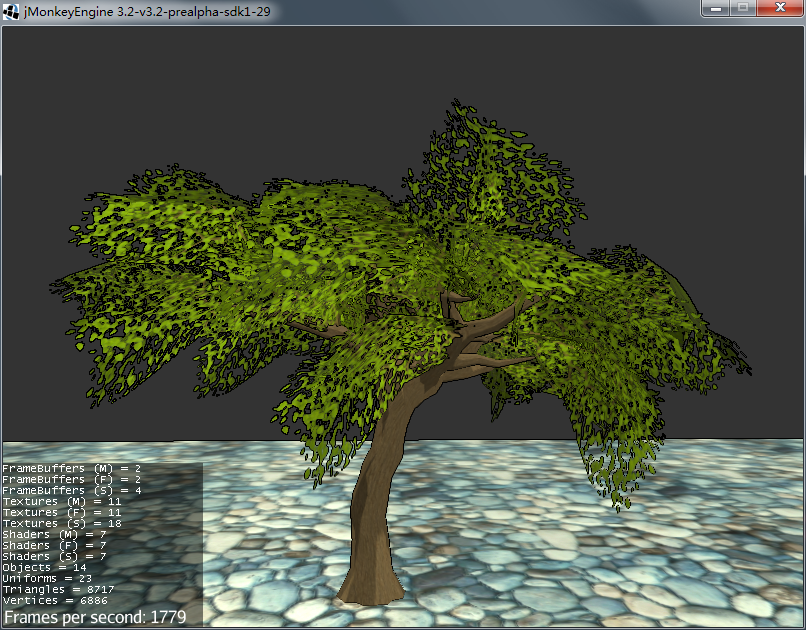 jMonkeyEngine 3.2-v3.2-prealpha-sdk1-29
FrameBuffers (M) = 2
FrameBuffers (F) = 2
FrameBuffers (S) = 4
Textures (M) = 11
Textures (F) = 11
Textures (S) = 18
Shaders (M) = 7
Shaders (F) = 7
Shaders (S) = 7
Objects = 14
Uniforms = 23
Triangles = 8717
Vertices = 6886
Frames per second: 1779